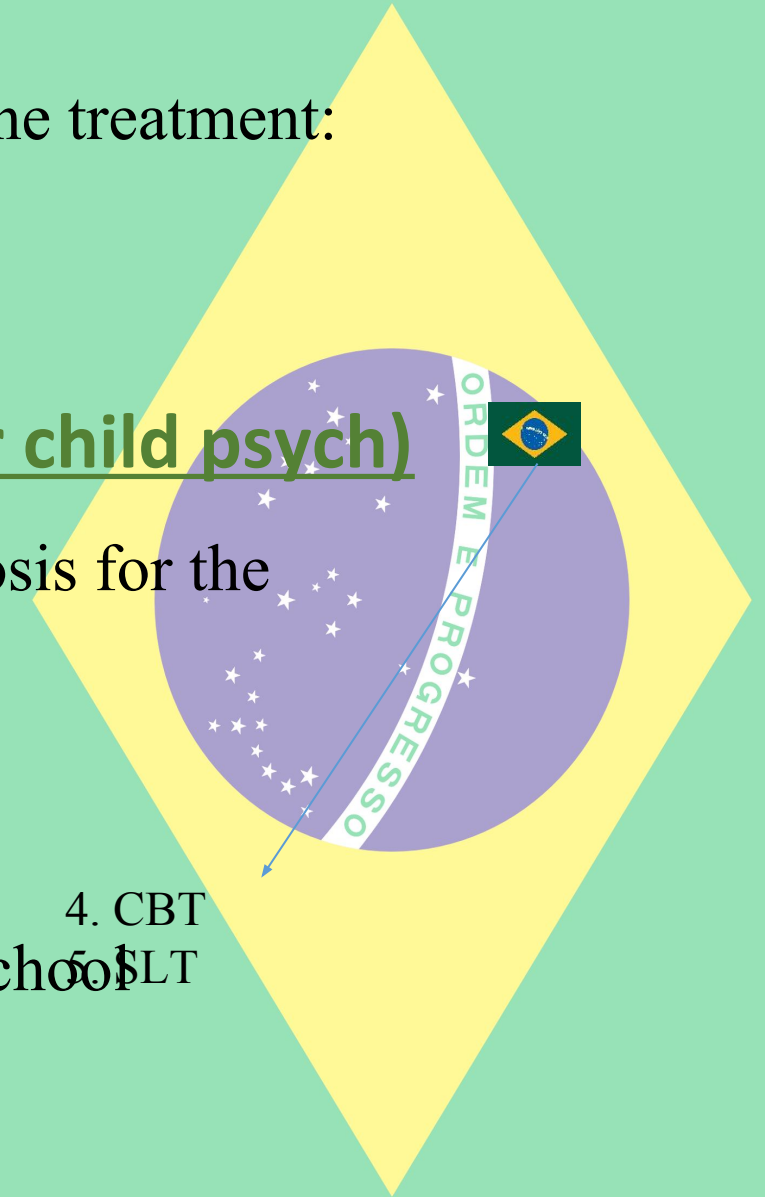 ne treatment:
r child psych)
ORDEM E PROGRESSO
osis for the
4. CBT
chool
5. SLT